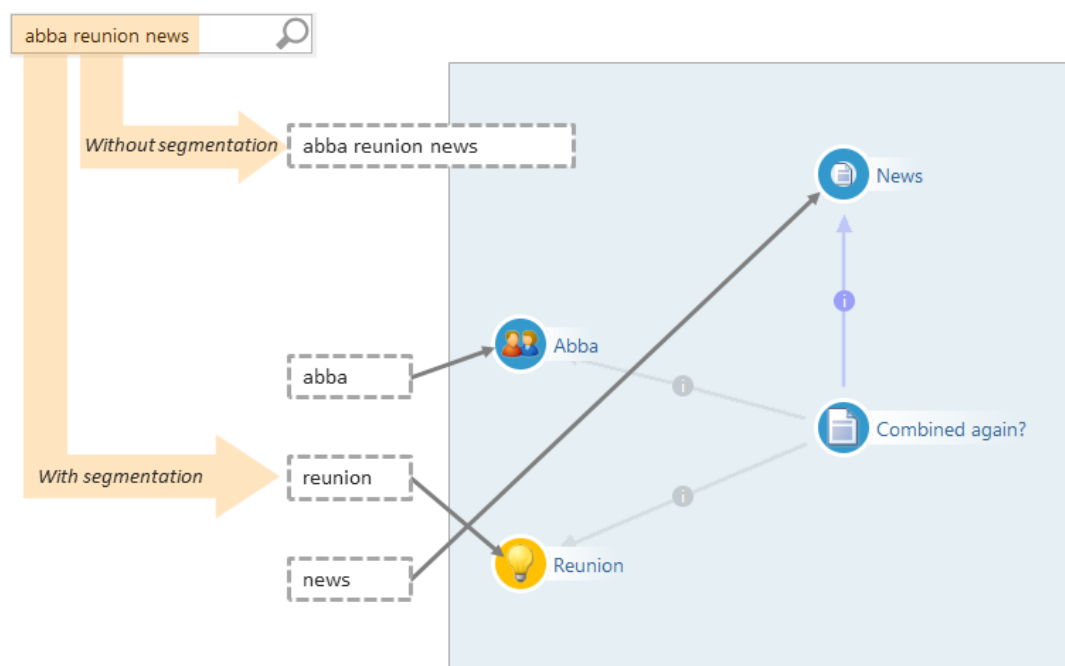 abba reunion news
Without segmentation
abba reunion news
News
i
Abba
abba
i
Combined again?
With segmentation
reunion
i
Reunion
news